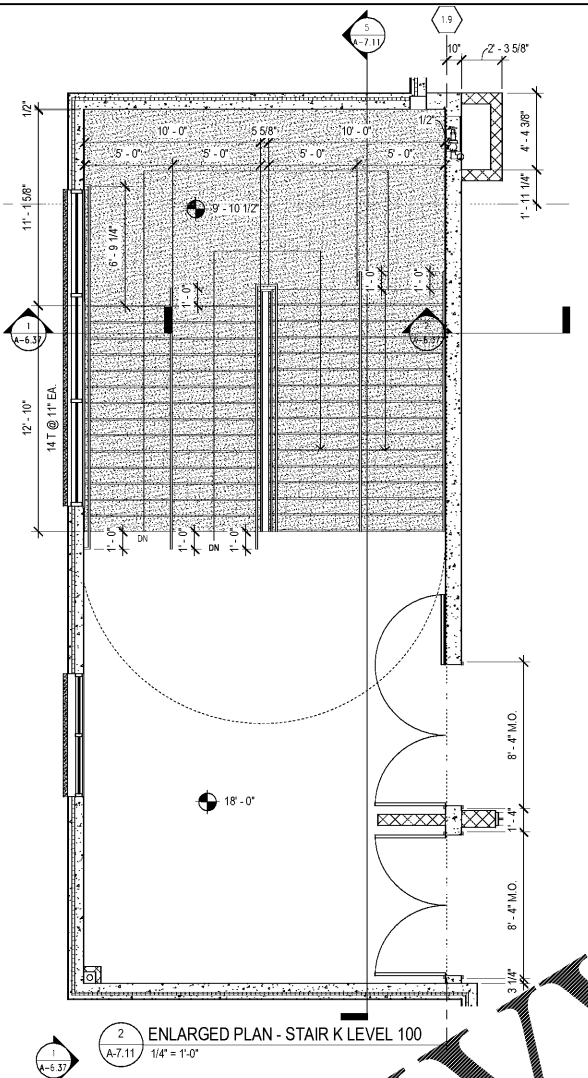 5
A-7.11
1.9
10"
2' - 3 5/8"
1/2"
10' - 0"
5 5/8"
10' - 0"
1/2"
5' - 0"
5' - 0"
5' - 0"
5' - 0"
4' - 4 3/8"
1' - 11 1/4"
11' - 1 5/8"
6' - 9 1/4"
9' - 10 1/2"
1' - 0"
1' - 0"
1' - 0"
1
A-6.37
1
A-6.37
12' - 10"
14 T @ 11" EA.
1' - 0"
DN
1' - 0"
DN
1' - 0"
8' - 4" M.O.
18' - 0"
1' - 4"
8' - 4" M.O.
3 1/4"
2
A-7.11
ENLARGED PLAN - STAIR K LEVEL 100
1/4" = 1'-0"
1
A-6.37